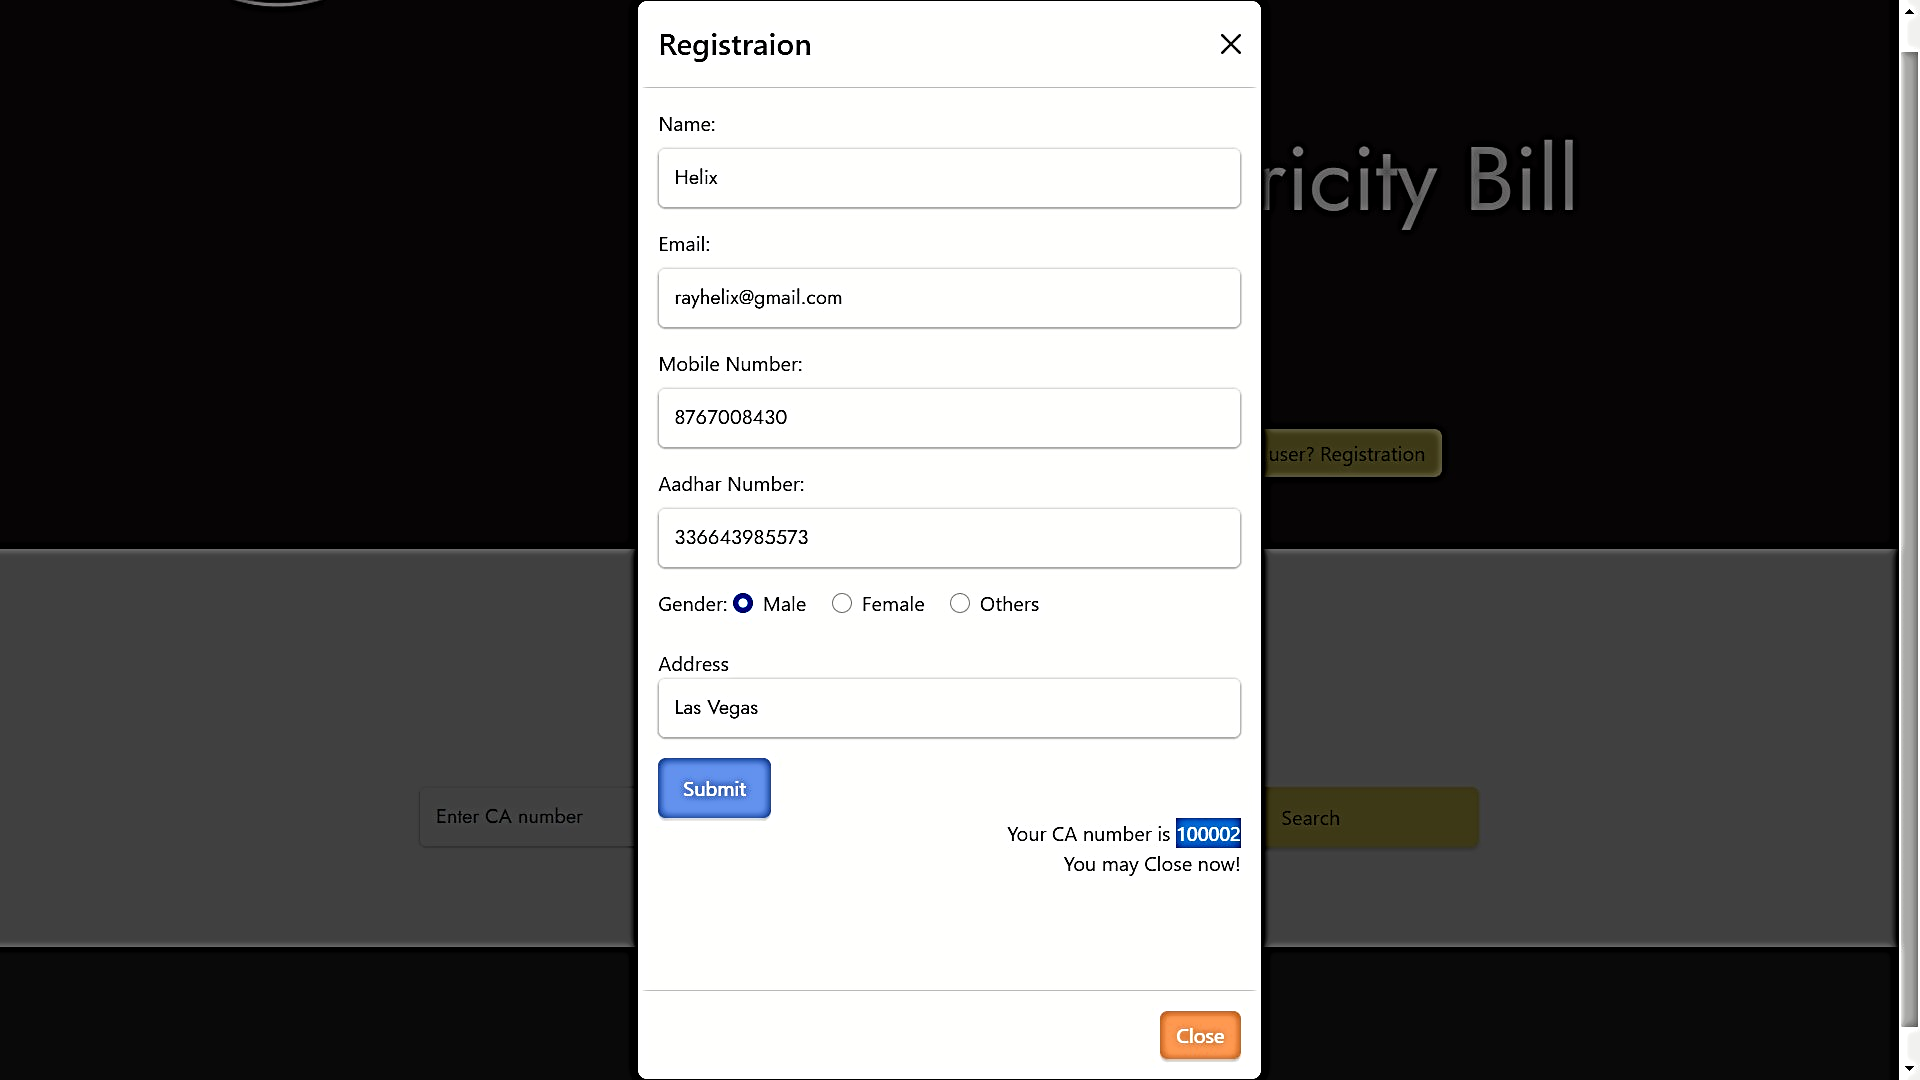 Registraion
Name:
Helix
ricity Bill
Email:
rayhelix@gmail.com
Mobile Number:
8767008430
user? Registration
Aadhar Number:
336643985573
Gender: Male Female Others
Address
Las Vegas
Submit
Enter CA number
Search
Your CA number is 100002
You may Close now!
Close